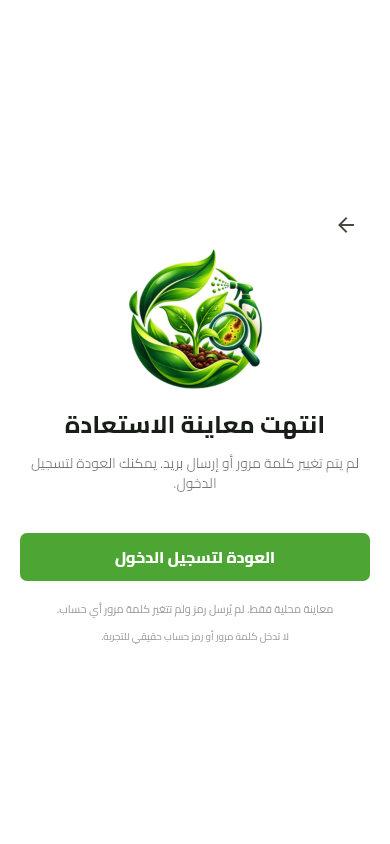 انتهت معاينة الاستعادة
لم يتم تغيير كلمة مرور أو إرسال بريد. يمكنك العودة لتسجيل
الدخول.
العودة لتسجيل الدخول
معاينة محلية فقط. لم يُرسل رمز ولم تتغير كلمة مرور أي حساب.
لا تدخل كلمة مرور أو رمز حساب حقيقي للتجربة.